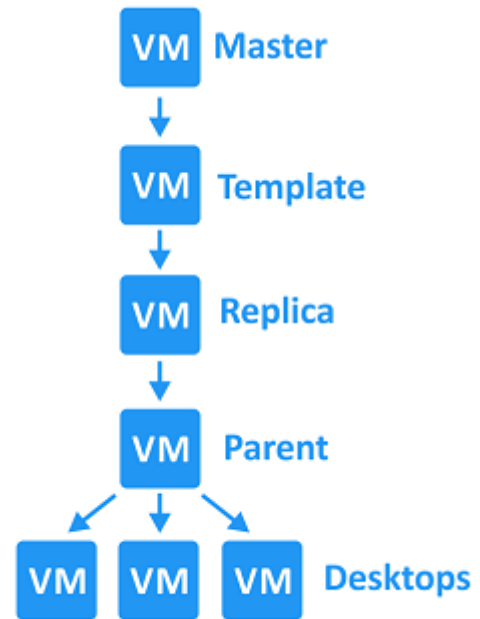 VM Master
VM Template
VM Replica
VM Parent
VM VM VM Desktops